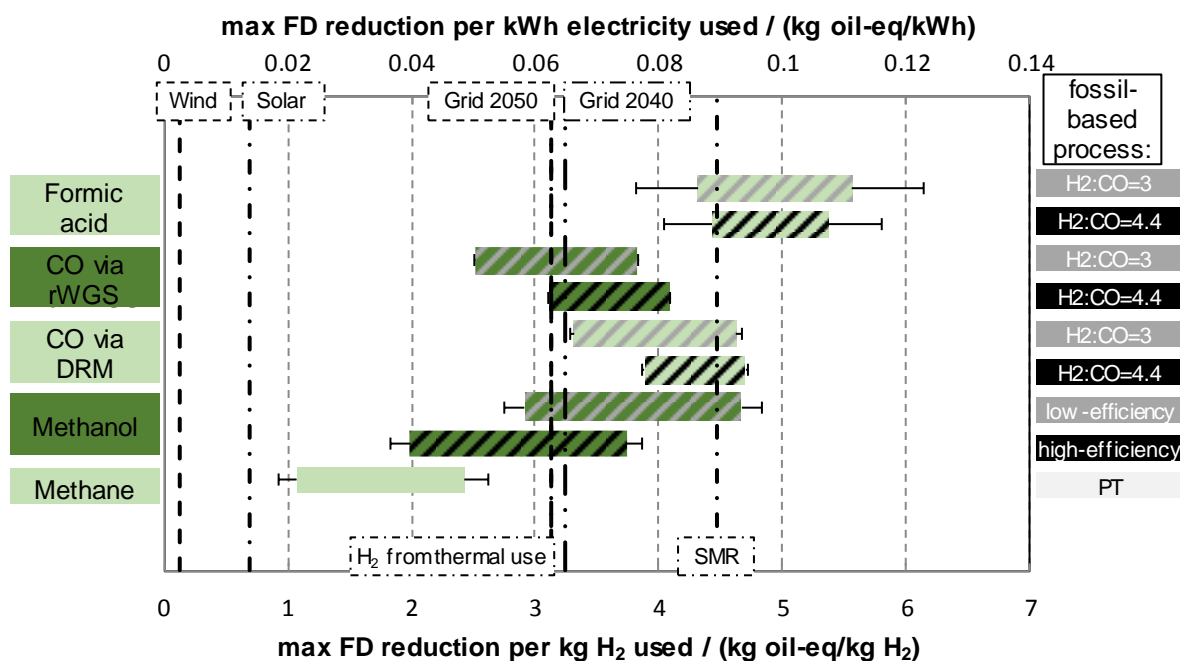 max FD reduction per kWh electricity used / (kg oil-eq/kWh)
0 0.02 0.04 0.06 0.08 0.1 0.12 0.14
Wind Solar Grid 2050 Grid 2040
fossil-
based
process:
Formic
acid
H2:CO=3
H2:CO=4.4
CO via
rWGS
H2:CO=3
H2:CO=4.4
CO via
DRM
H2:CO=3
H2:CO=4.4
Methanol
low -efficiency
high-efficiency
Methane
PT
H₂ from thermal use
SMR
0 1 2 3 4 5 6 7
max FD reduction per kg H₂ used / (kg oil-eq/kg H₂)